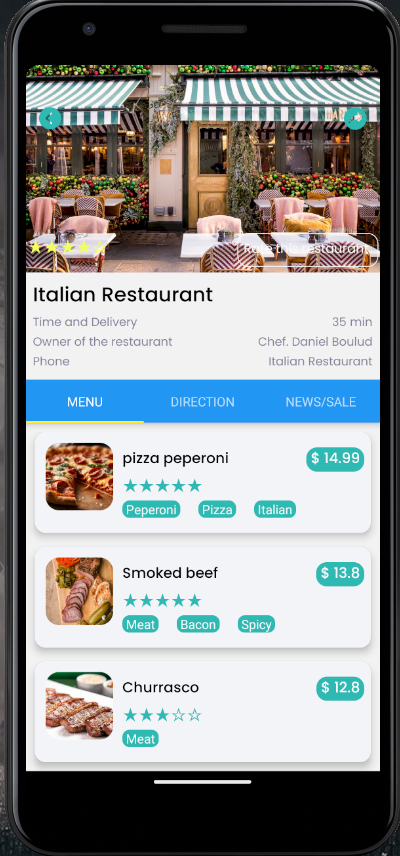 Rate this restaurant
Italian Restaurant
Time and Delivery 35 min
Owner of the restaurant Chef. Daniel Boulud
Phone Italian Restaurant
MENU DIRECTION NEWS/SALE
pizza peperoni $ 14.99
Peperoni Pizza Italian
Smoked beef $ 13.8
Meat Bacon Spicy
Churrasco $ 12.8
Meat